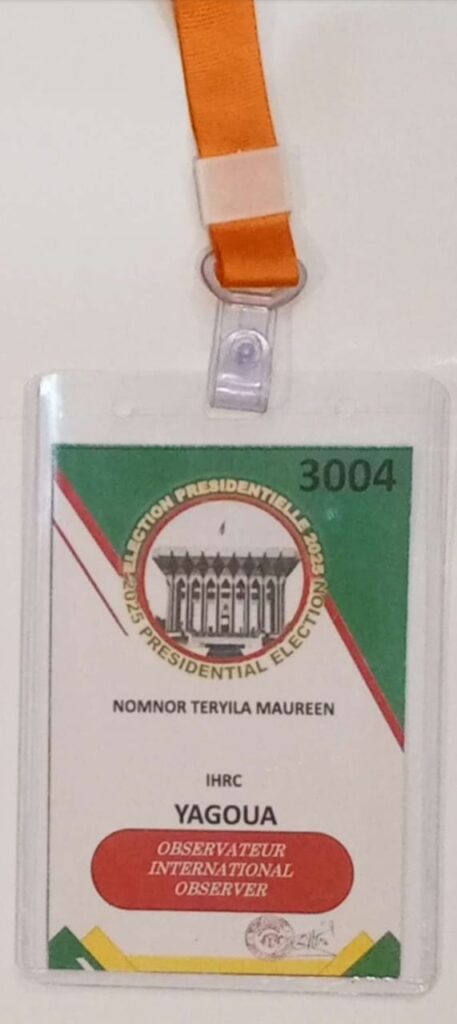 3004
ELECTION PRESIDENTIELLE 2025
2025 PRESIDENTIAL ELECTION
NOMNOR TERYILA MAUREEN
IHRC
YAGOUA
OBSERVATEUR
INTERNATIONAL
OBSERVER